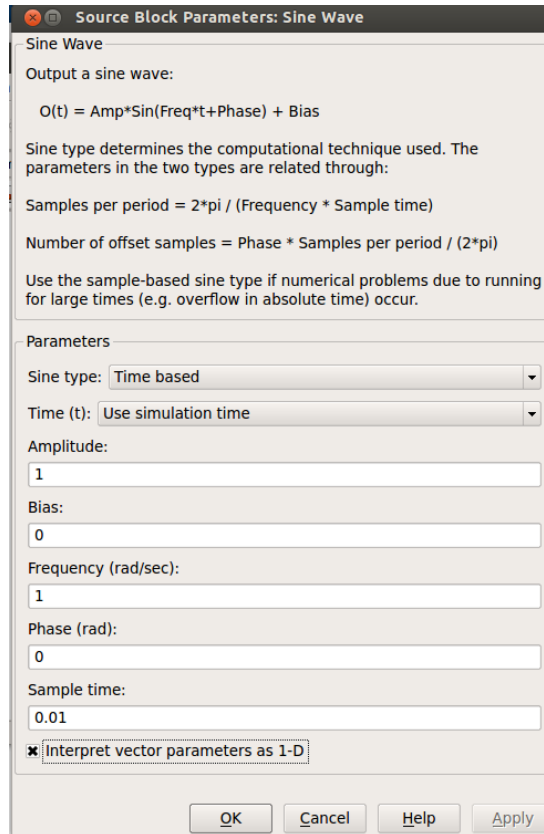 Source Block Parameters: Sine Wave
Sine Wave
Output a sine wave:
O(t) = Amp*Sin(Freq*t+Phase) + Bias
Sine type determines the computational technique used. The
parameters in the two types are related through:
Samples per period = 2*pi / (Frequency * Sample time)
Number of offset samples = Phase * Samples per period / (2*pi)
Use the sample-based sine type if numerical problems due to running
for large times (e.g. overflow in absolute time) occur.
Parameters
Sine type: Time based
Time (t): Use simulation time
Amplitude:
1
Bias:
0
Frequency (rad/sec):
1
Phase (rad):
0
Sample time:
0.01
Interpret vector parameters as 1-D
OK Cancel Help Apply